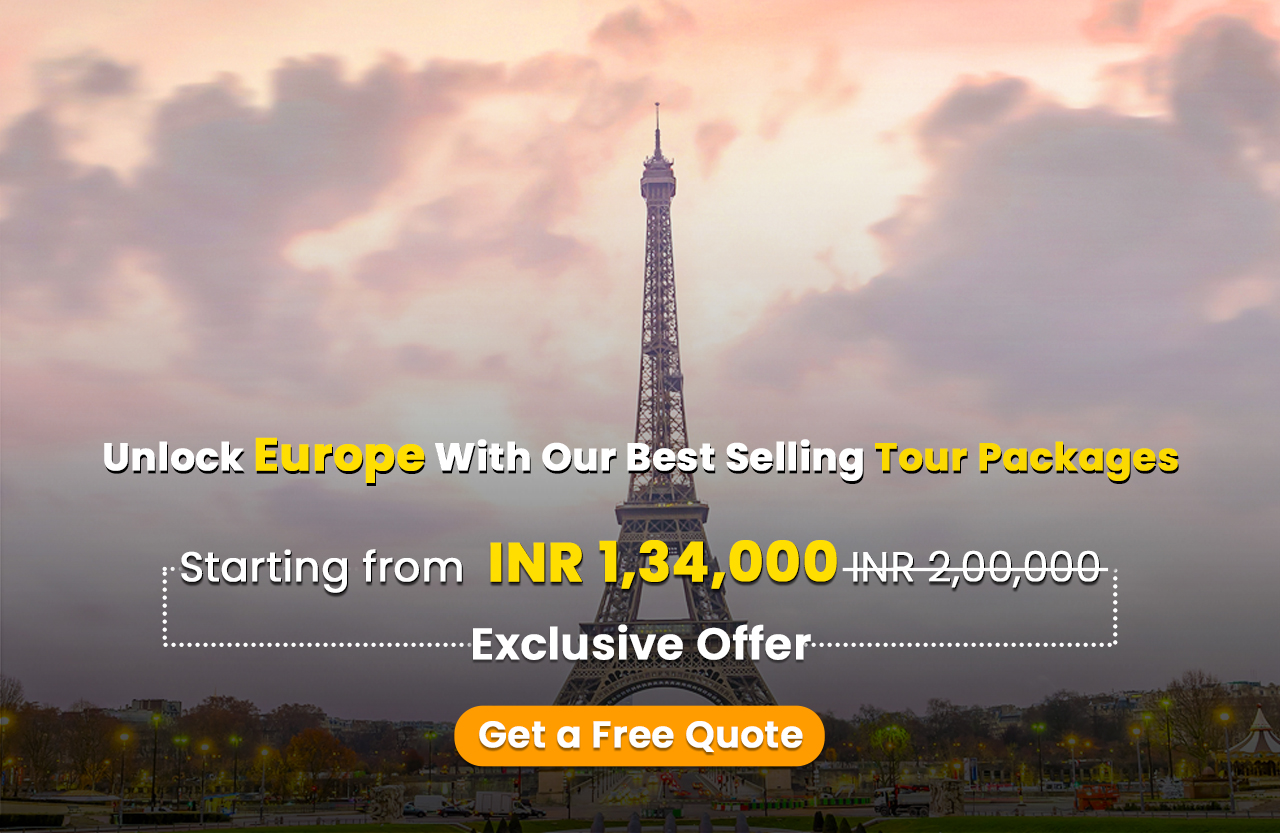 Unlock Europe With Our Best Selling Tour Packages
Starting from INR 1,34,000 INR 2,00,000
Exclusive Offer
Get a Free Quote